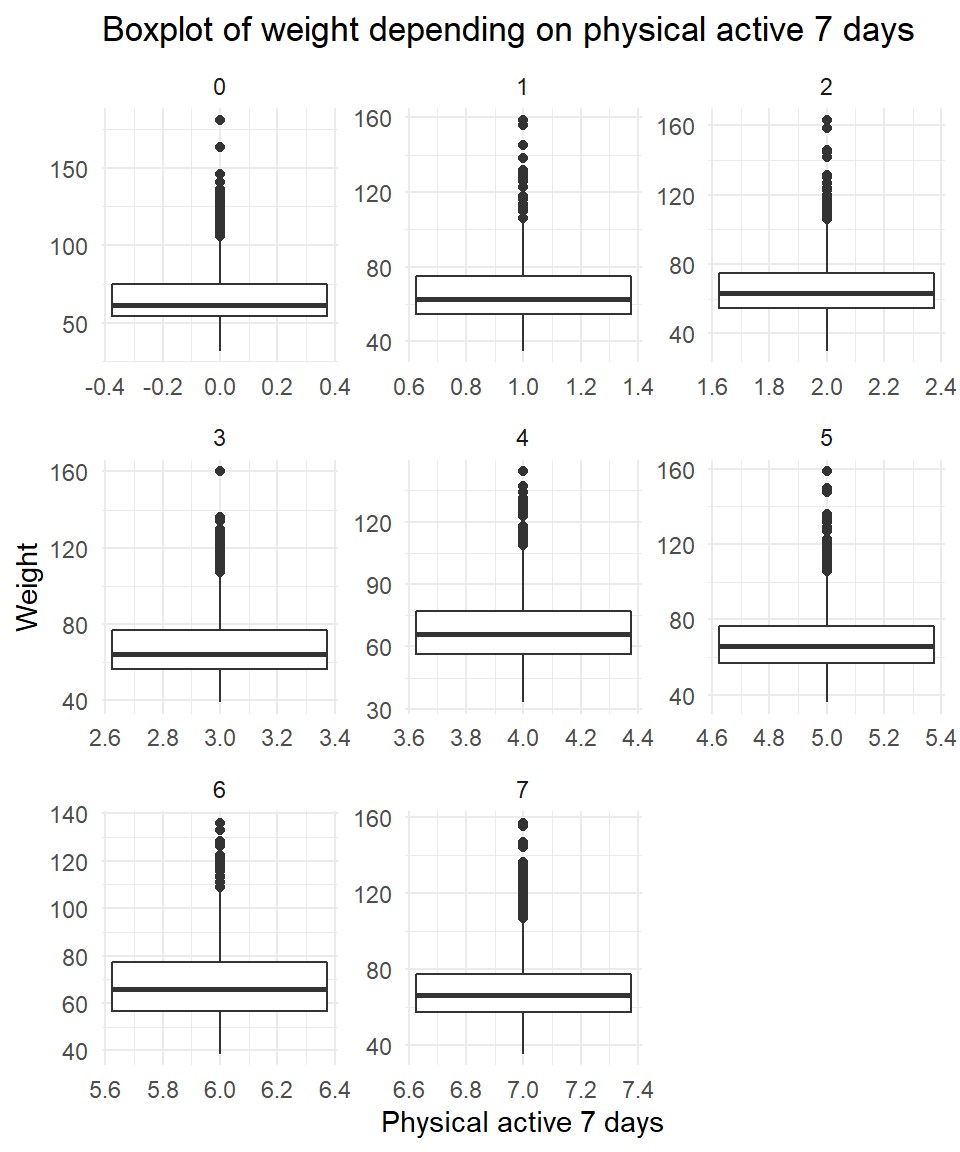 Boxplot of weight depending on physical active 7 days
0 1 2
150 100 50
160 120 80 40
160 120 80 40
-0.4 -0.2 0.0 0.2 0.4 0.6 0.8 1.0 1.2 1.4 1.6 1.8 2.0 2.2 2.4
3 4 5
160 120 80 40
120 90 60 30
160 120 80 40
2.6 2.8 3.0 3.2 3.4 3.6 3.8 4.0 4.2 4.4 4.6 4.8 5.0 5.2 5.4
Weight
6 7
140 120 100 80 60 40
160 120 80 40
5.6 5.8 6.0 6.2 6.4 6.6 6.8 7.0 7.2 7.4
Physical active 7 days